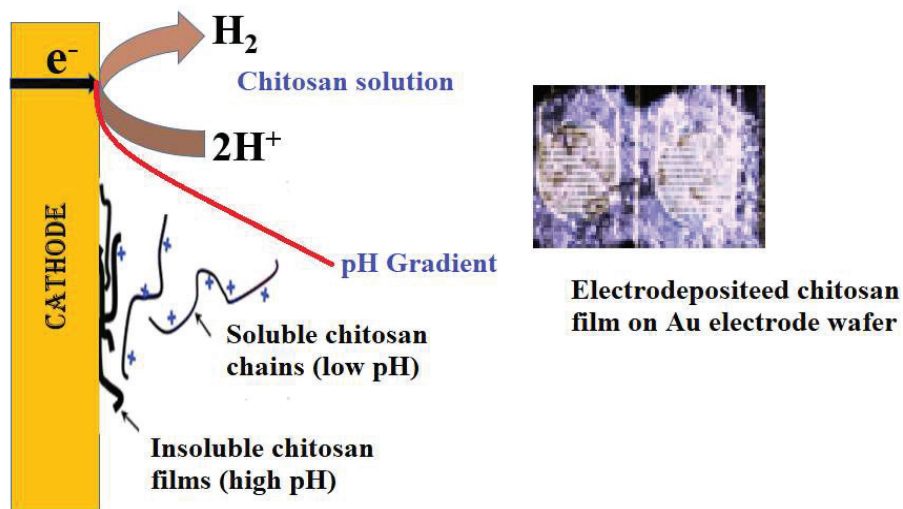 e-
H2
Chitosan solution
2H+
CATHODE
pH Gradient
Soluble chitosan
chains (low pH)
Insoluble chitosan
films (high pH)
Electrodepositeed chitosan
film on Au electrode wafer